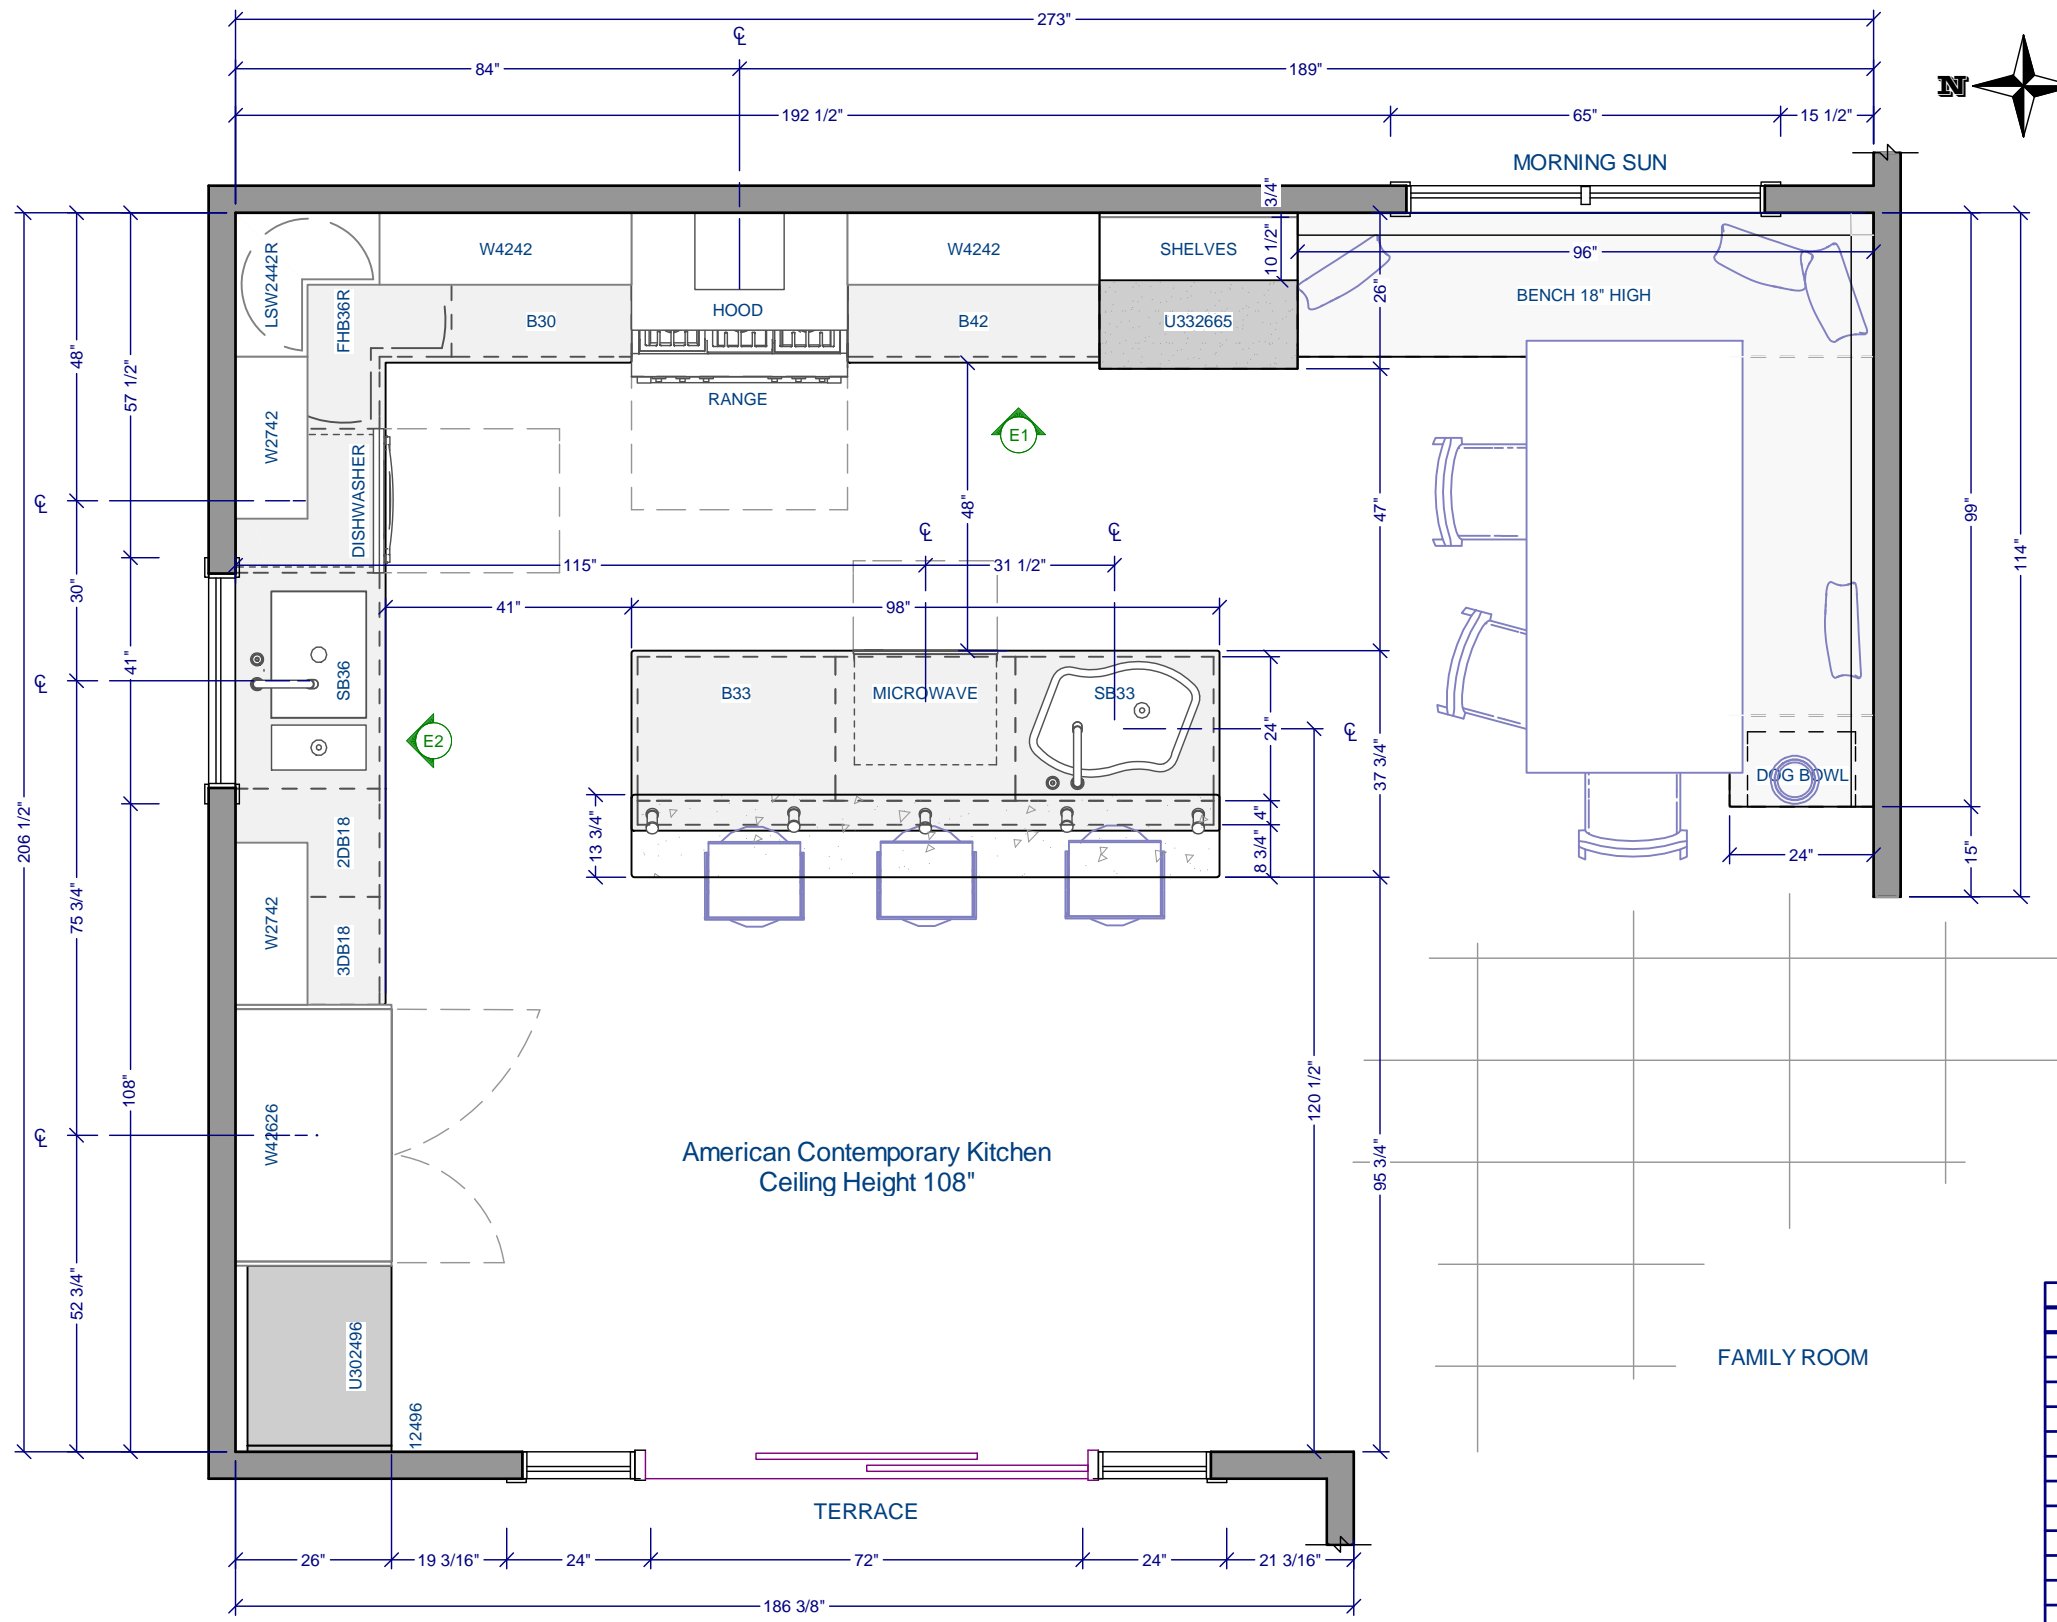 273"
℄
84"
189"
192 1/2"
65"
15 1/2"
N
MORNING SUN
3/4"
10 1/2"
LSW2442R
W4242
W4242
SHELVES
96"
26"
BENCH 18" HIGH
FHB36R
B30
HOOD
B42
U332665
48"
57 1/2"
RANGE
E1
W2742
DISHWASHER
℄
48"
47"
99"
114"
℄
℄
30"
115"
31 1/2"
41"
98"
41"
SB36
℄
B33
MICROWAVE
SB33
E2
24"
℄
37 3/4"
DOG BOWL
206 1/2"
2DB18
13 3/4"
4"
8 3/4"
24"
15"
75 3/4"
W2742
3DB18
108"
120 1/2"
℄
W42626
American Contemporary Kitchen
Ceiling Height 108"
95 3/4"
52 3/4"
U302496
12496
FAMILY ROOM
TERRACE
26"
19 3/16"
24"
72"
24"
21 3/16"
186 3/8"